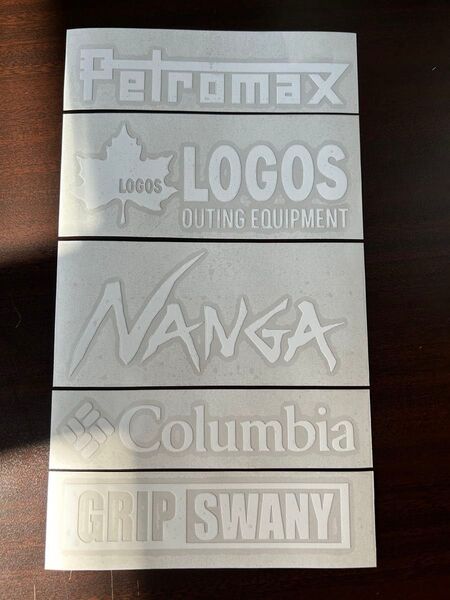 Petromax
LOGOS
LOGOS
OUTING EQUIPMENT
NANGA
Columbia
GRIP SWANY